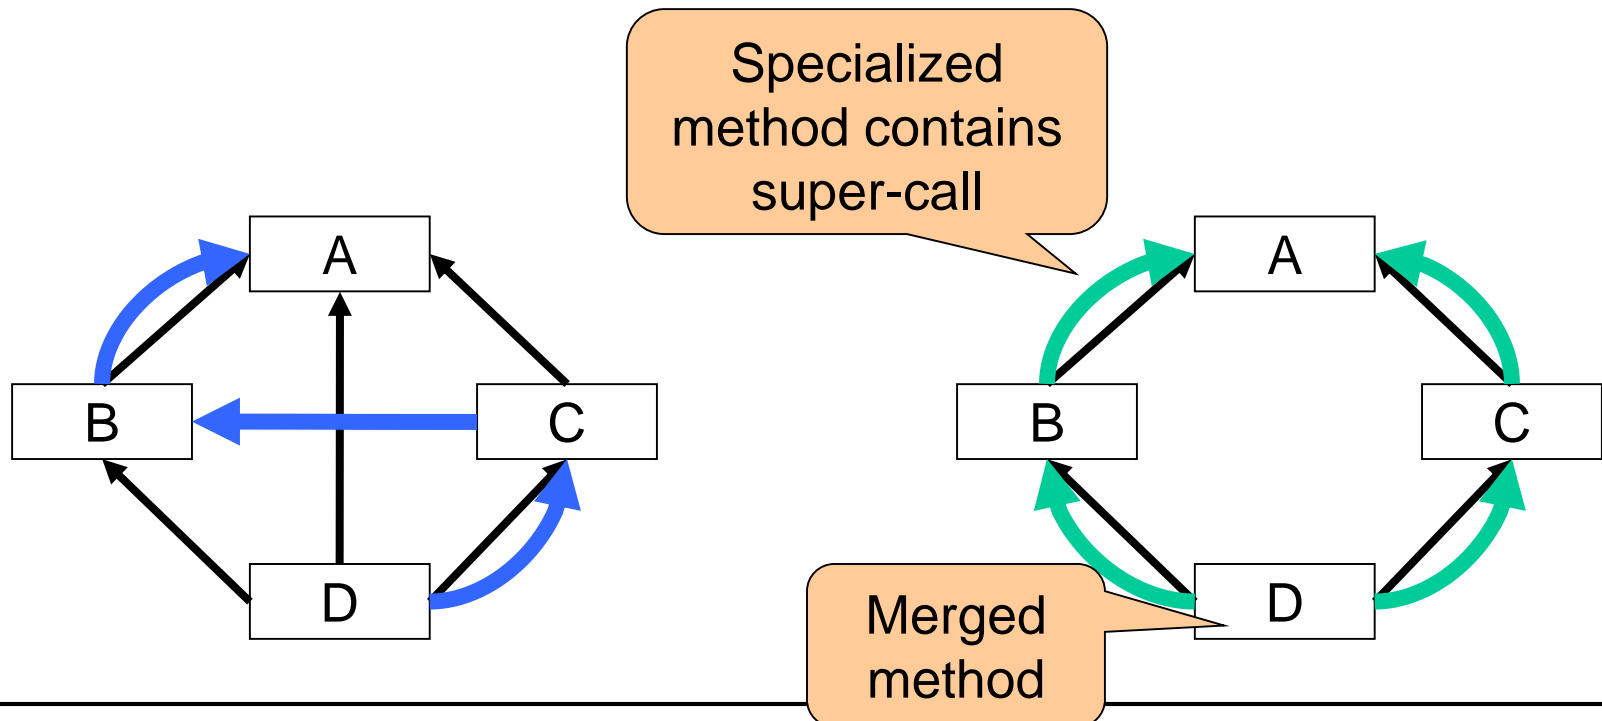 Specialized
method contains
super-call
A
B
C
D
A
B
C
D
Merged
method